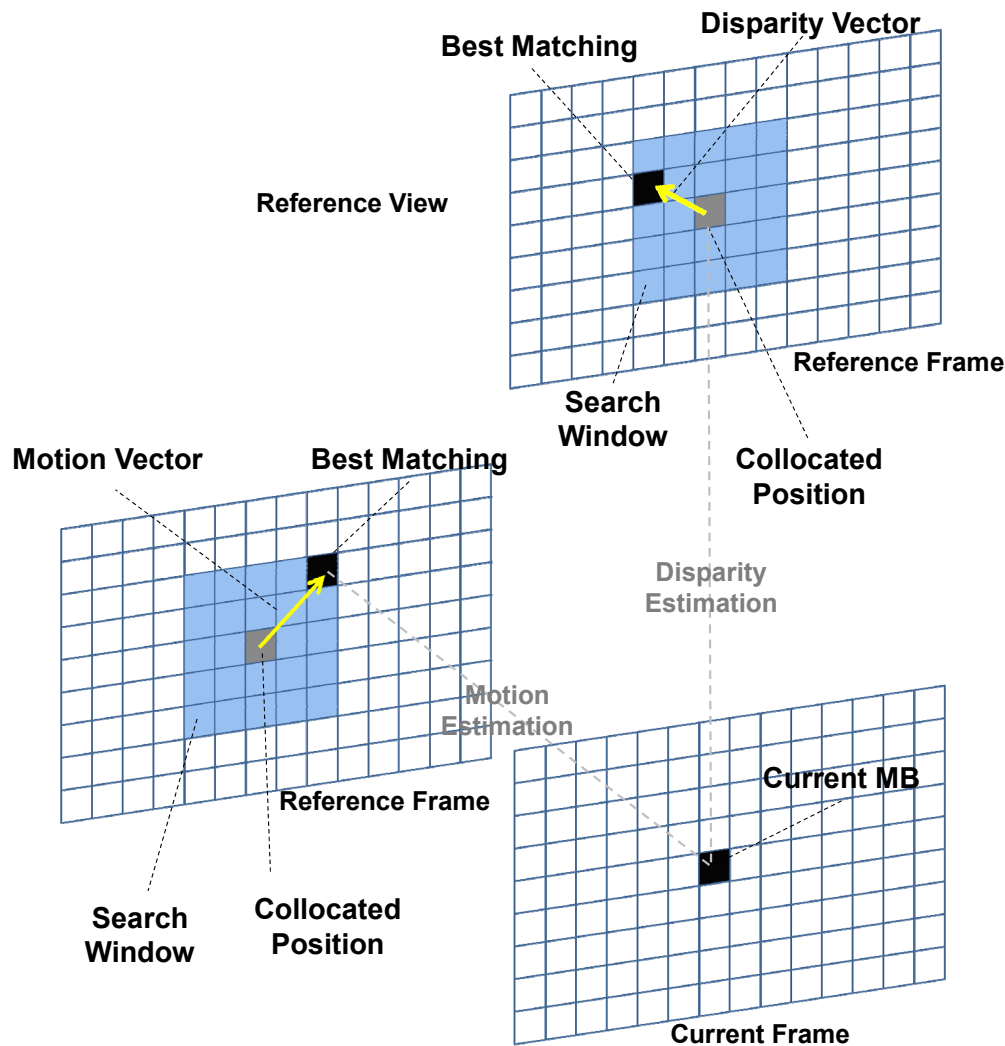 Disparity Vector
Best Matching
Reference View
Reference Frame
Search
Window
Collocated
Position
Motion Vector
Best Matching
Disparity
Estimation
Motion
Estimation
Current MB
Reference Frame
Search
Window
Collocated
Position
Current Frame